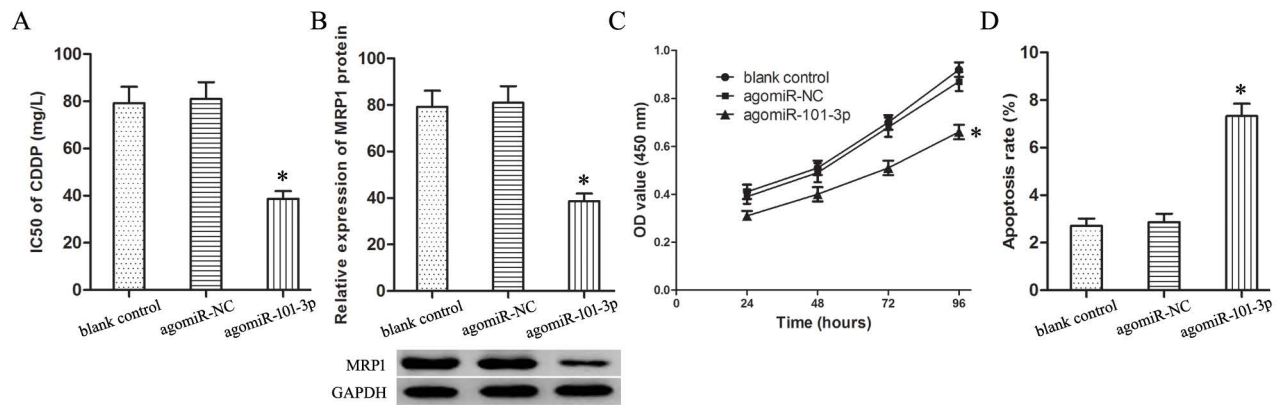 A
IC50 of CDDP (mg/L)
100
80
60
40
20
0
*
blank control
agomiR-NC
agomiR-101-3p
B
Relative expression of MRP1 protein
100
80
60
40
20
0
*
blank control
agomiR-NC
agomiR-101-3p
MRP1
GAPDH
C
OD value (450 nm)
1.0
0.8
0.6
0.4
0.2
0.0
blank control
agomiR-NC
agomiR-101-3p
*
0
24
48
72
96
Time (hours)
D
Apoptosis rate (%)
10
8
6
4
2
0
*
blank control
agomiR-NC
agomiR-101-3p